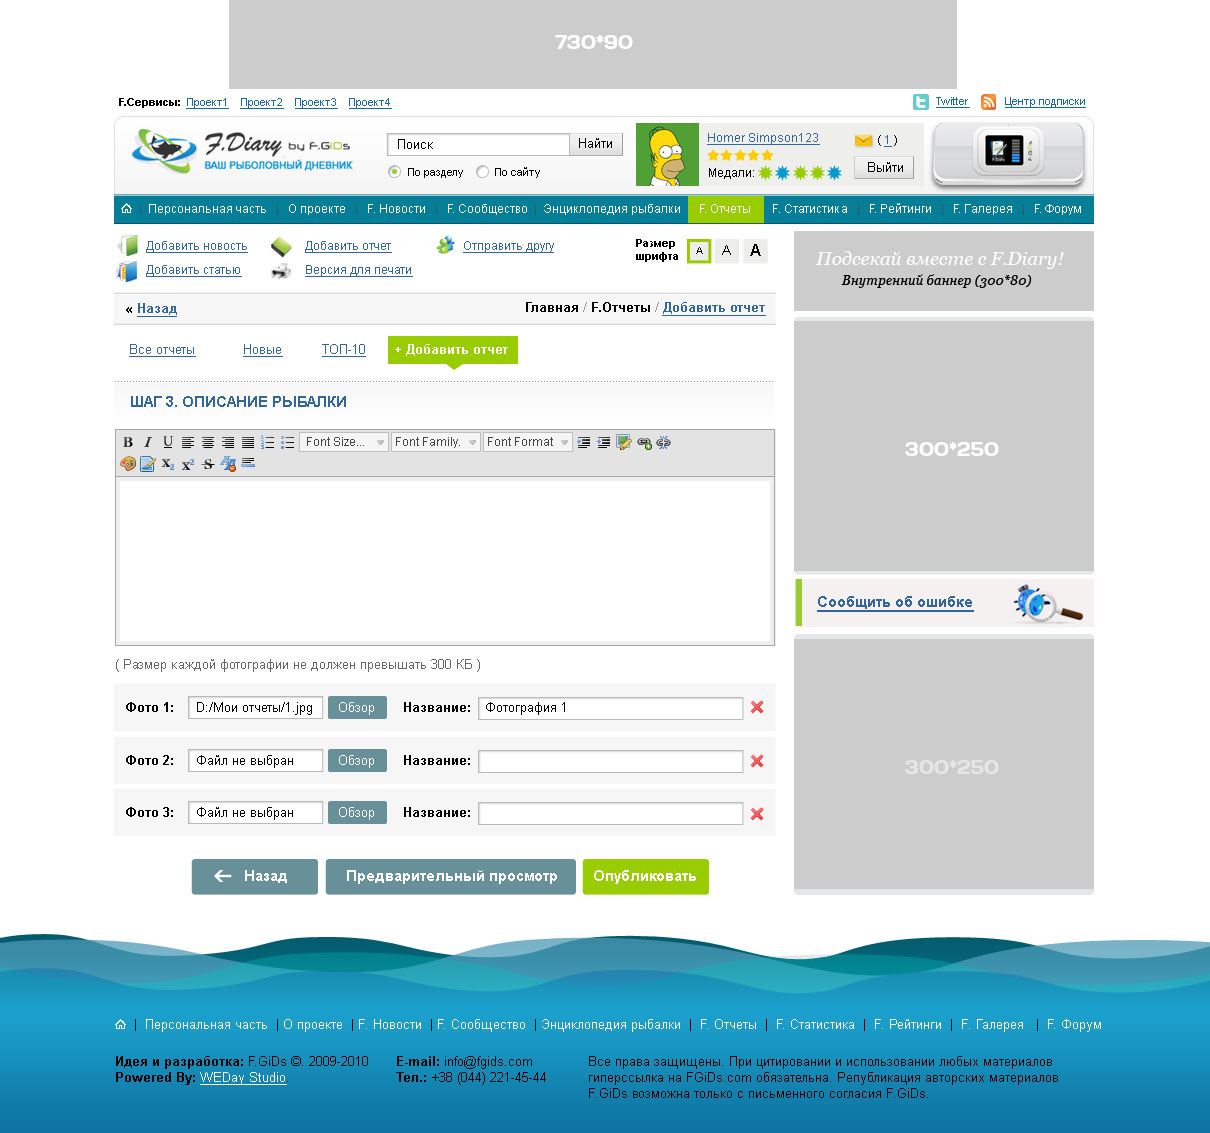 730*90
F.Сервисы: Проект1 Проект2 Проект3 Проект4
Twitter Центр подписки
F.Diary by F.GiDs
ВАШ РЫБОЛОВНЫЙ ДНЕВНИК
Поиск Найти
По разделу По сайту
Homer Simpson123
Медали:
( 1 )
Выйти
Персональная часть О проекте F. Новости F. Сообщество Энциклопедия рыбалки F. Отчеты F. Статистика F. Рейтинги F. Галерея F. Форум
Добавить новость Добавить отчет Отправить другу
Добавить статью Версия для печати
Размер
шрифта
A A A
« Назад
Главная / F.Отчеты / Добавить отчет
Все отчеты Новые ТОП-10 + Добавить отчет
ШАГ 3. ОПИСАНИЕ РЫБАЛКИ
B I U Font Size... Font Family. Font Format
X2 X2 S
( Размер каждой фотографии не должен превышать 300 КБ )
Фото 1: D:/Мои отчеты/1.jpg Обзор Название: Фотография 1
Фото 2: Файл не выбран Обзор Название:
Фото 3: Файл не выбран Обзор Название:
Назад Предварительный просмотр Опубликовать
Подсекай вместе с F.Diary!
Внутренний баннер (300*80)
300*250
Сообщить об ошибке
300*250
Персональная часть | О проекте | F. Новости | F. Сообщество | Энциклопедия рыбалки | F. Отчеты | F. Статистика | F. Рейтинги | F. Галерея | F. Форум
Идея и разработка: F.GiDs ©. 2009-2010
Powered By: WEDay Studio
E-mail: info@fgids.com
Тел.: +38 (044) 221-45-44
Все права защищены. При цитировании и использовании любых материалов
гиперссылка на FGiDs.com обязательна. Републикация авторских материалов
F.GiDs возможна только с письменного согласия F.GiDs.